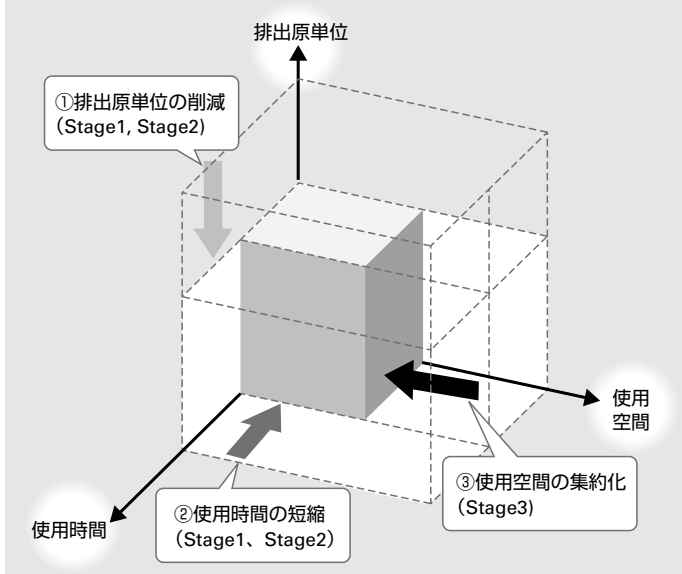 排出原単位
①排出原単位の削減
（Stage1, Stage2)
使用
空間
③使用空間の集約化
（Stage3)
②使用時間の短縮
（Stage1、Stage2）
使用時間